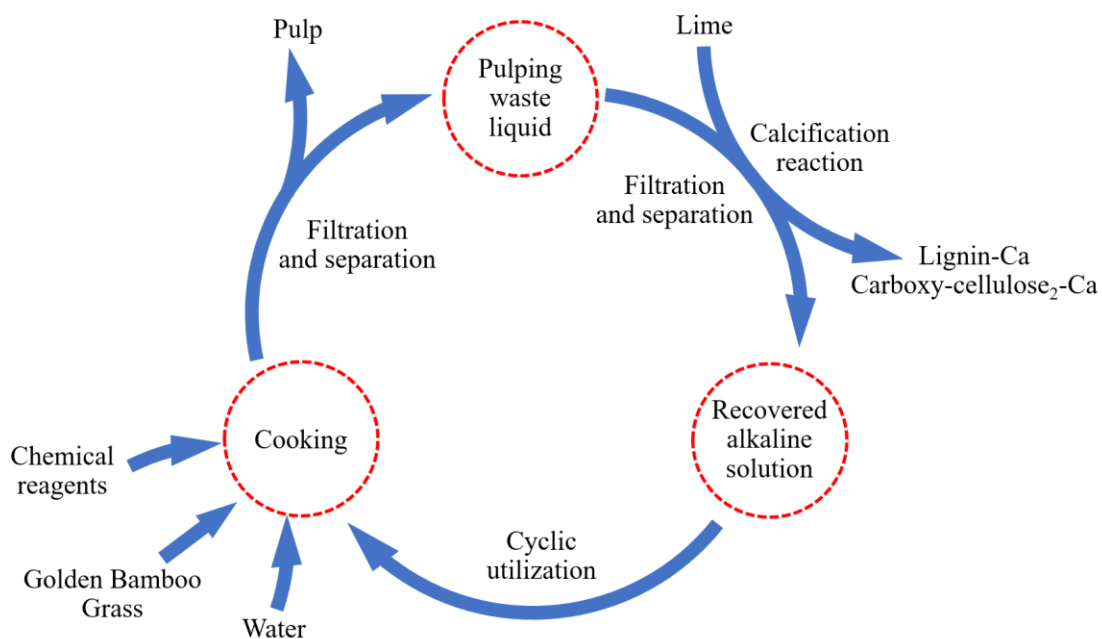 Pulp
Pulping
waste
liquid
Lime
Calcification
reaction
Filtration
and separation
Filtration
and separation
Lignin-Ca
Carboxy-cellulose₂-Ca
Recovered
alkaline
solution
Cooking
Chemical
reagents
Golden Bamboo
Grass
Water
Cyclic
utilization